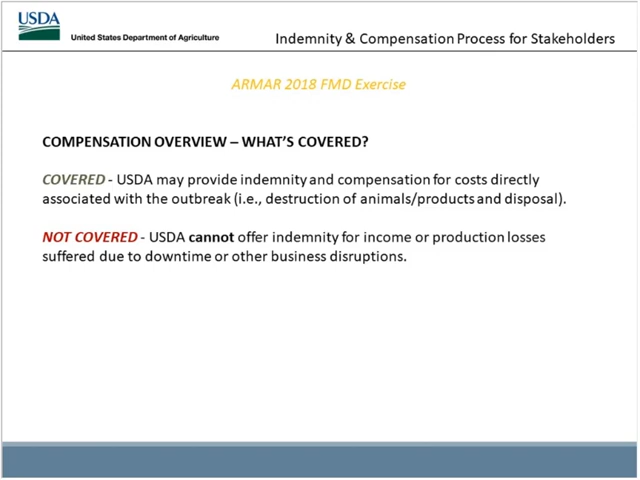 USDA
United States Department of Agriculture
Indemnity & Compensation Process for Stakeholders
ARMAR 2018 FMD Exercise
COMPENSATION OVERVIEW – WHAT'S COVERED?
COVERED - USDA may provide indemnity and compensation for costs directly
associated with the outbreak (i.e., destruction of animals/products and disposal).
NOT COVERED - USDA cannot offer indemnity for income or production losses
suffered due to downtime or other business disruptions.